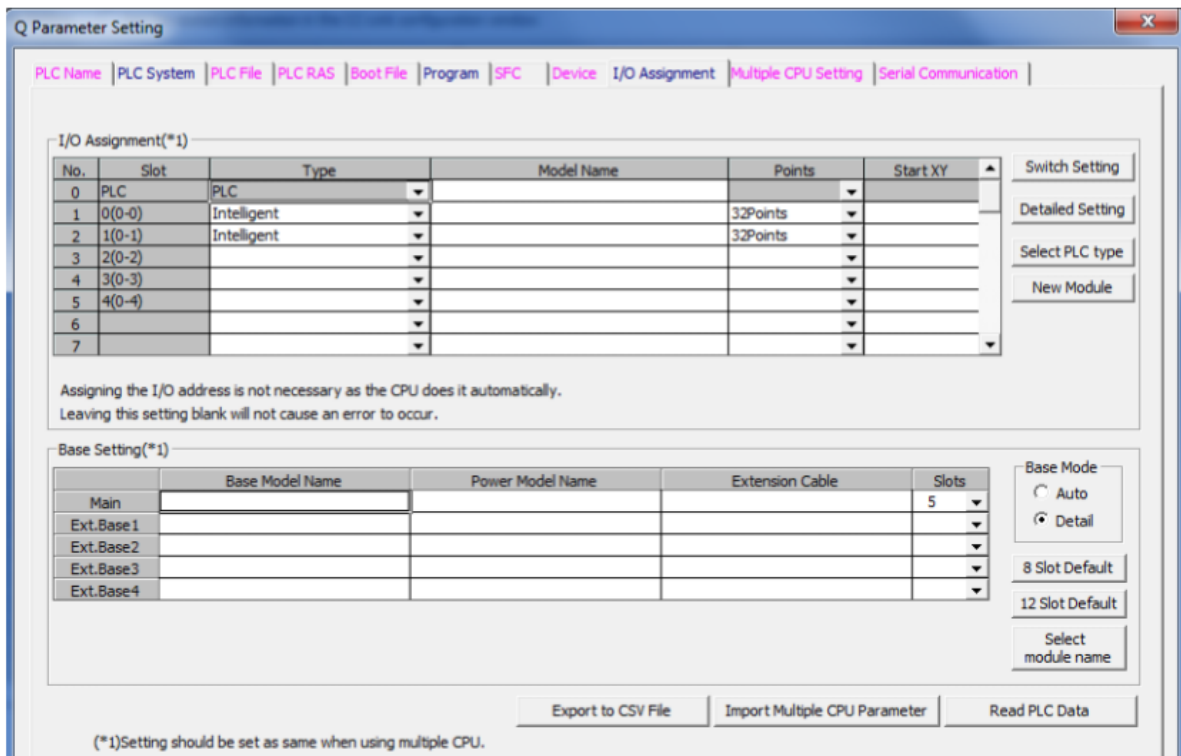 Q Parameter Setting
PLC Name PLC System PLC File PLC RAS Boot File Program SFC Device I/O Assignment Multiple CPU Setting Serial Communication
I/O Assignment(*1)
No. Slot Type Model Name Points Start XY
0 PLC PLC
1 0(0-0) Intelligent 32Points
2 1(0-1) Intelligent 32Points
3 2(0-2)
4 3(0-3)
5 4(0-4)
6
7
Switch Setting
Detailed Setting
Select PLC type
New Module
Assigning the I/O address is not necessary as the CPU does it automatically.
Leaving this setting blank will not cause an error to occur.
Base Setting(*1)
Base Model Name Power Model Name Extension Cable Slots
Main 5
Ext.Base1
Ext.Base2
Ext.Base3
Ext.Base4
Base Mode
Auto
Detail
8 Slot Default
12 Slot Default
Select
module name
Export to CSV File Import Multiple CPU Parameter Read PLC Data
(*1)Setting should be set as same when using multiple CPU.